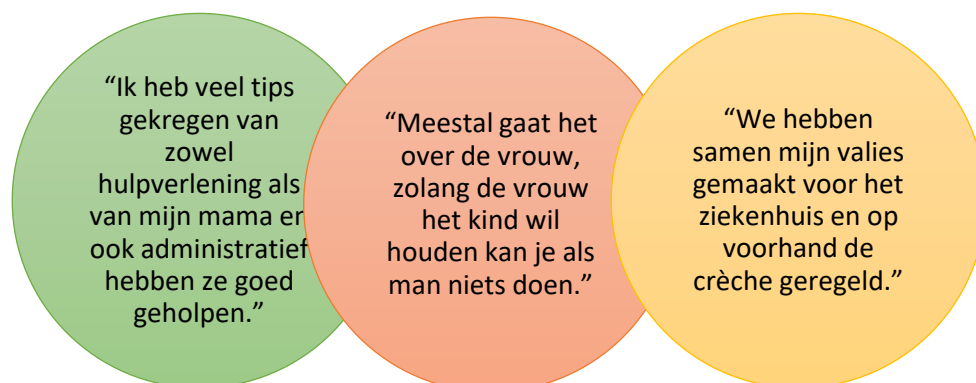 “Ik heb veel tips
gekregen van
zowel
hulpverlening als
van mijn mama en
ook administratief
hebben ze goed
geholpen.”
“Meestal gaat het
over de vrouw,
zolang de vrouw
het kind wil
houden kan je als
man niets doen.”
“We hebben
samen mijn valies
gemaakt voor het
ziekenhuis en op
voorhand de
crèche geregeld.”